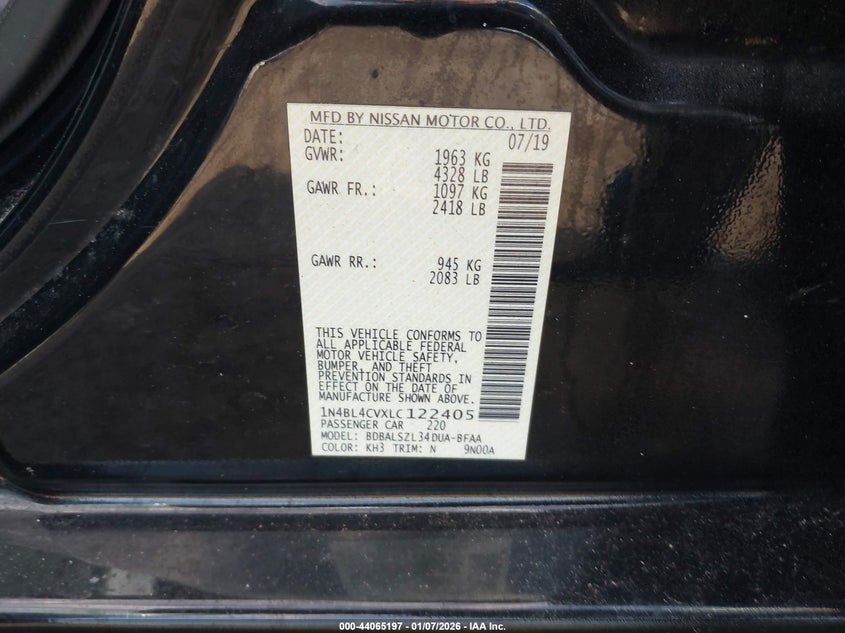 MFD BY NISSAN MOTOR CO., LTD.
DATE: 07/19
GVWR: 1963 KG
4328 LB
GAWR FR.: 1097 KG
2418 LB
GAWR RR.: 945 KG
2083 LB
THIS VEHICLE CONFORMS TO
ALL APPLICABLE FEDERAL
MOTOR VEHICLE SAFETY,
BUMPER, AND THEFT
PREVENTION STANDARDS IN
EFFECT ON THE DATE OF
MANUFACTURE SHOWN ABOVE.
1N4BL4CVXLC122405
PASSENGER CAR 220
MODEL: BDBALSZL34DUA-BFAA
COLOR: KH3 TRIM: N 9N00A
000-44065197 - 01/07/2026 - IAA Inc.